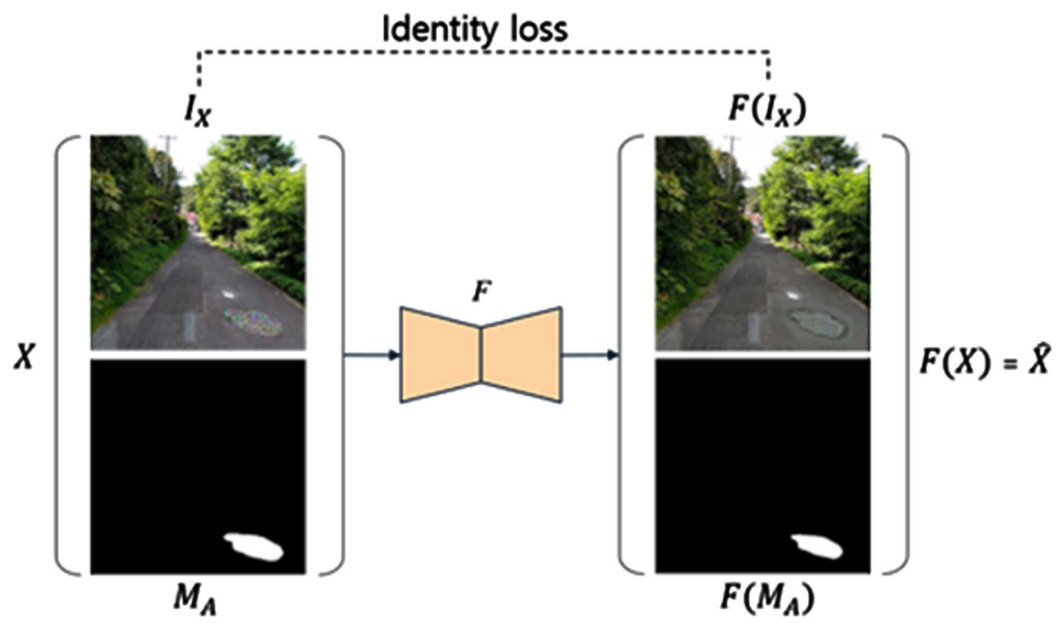 Identity loss
I_X
F(I_X)
F
X
F(X) = X̂
M_A
F(M_A)